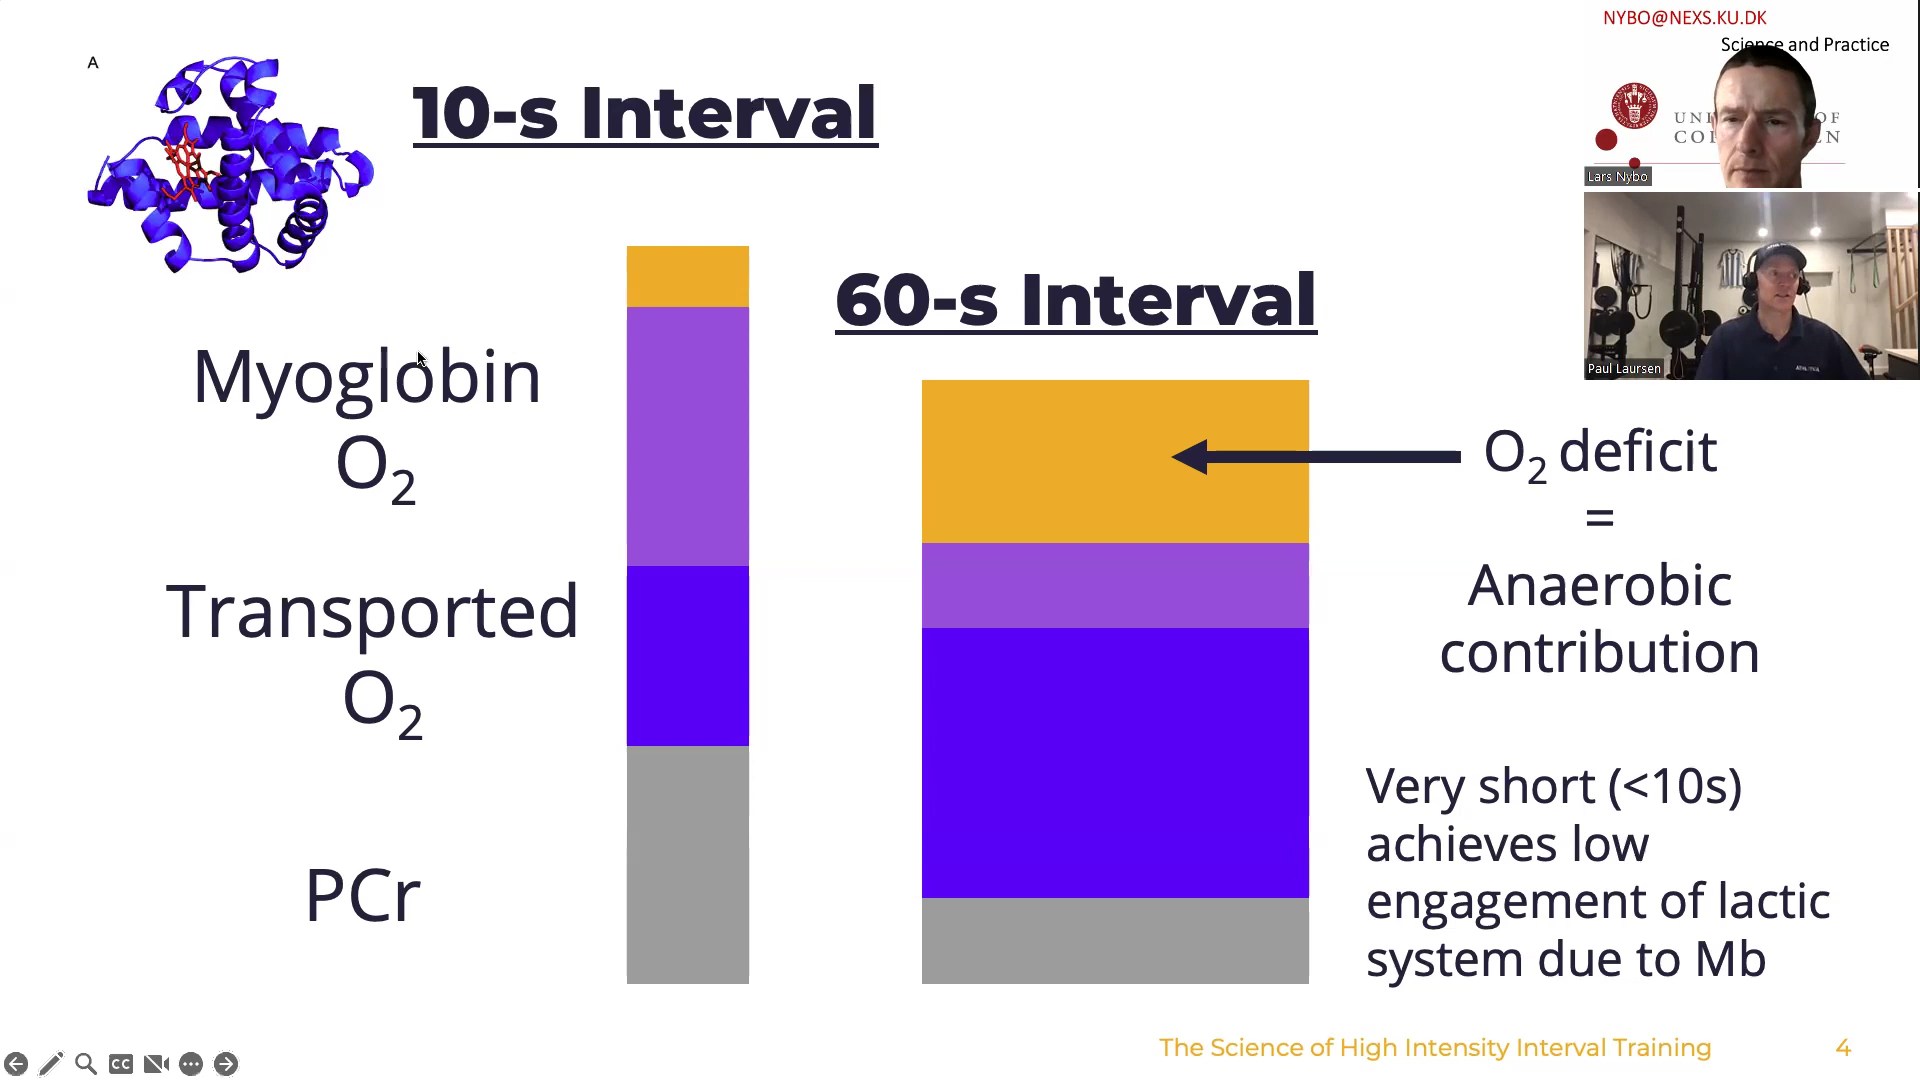 A
10-s Interval
Myoglobin
O2
Transported
O2
PCr
60-s Interval
O2 deficit
=
Anaerobic
contribution
Very short (<10s)
achieves low
engagement of lactic
system due to Mb
The Science of High Intensity Interval Training
4
NYBO@NEXS.KU.DK
Science and Practice
Lars Nybo
Paul Laursen
CC